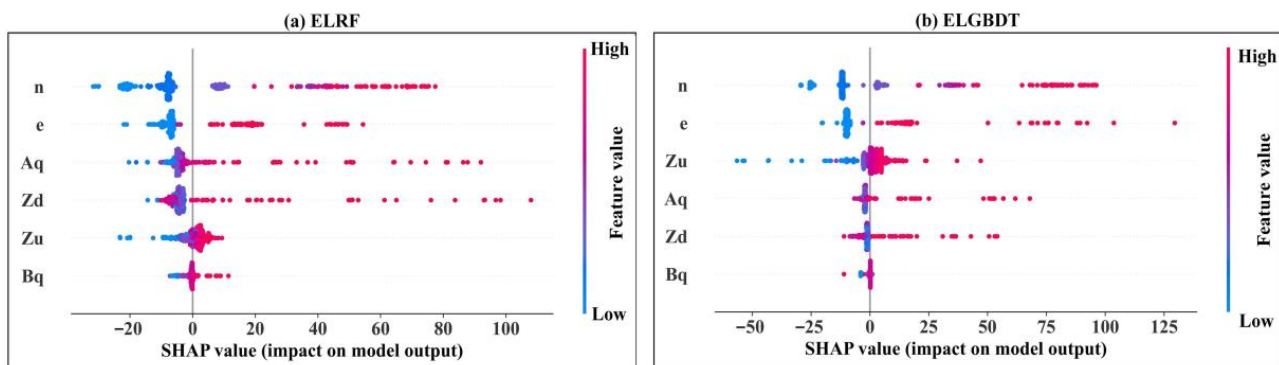 (a) ELRF
High
n
e
Aq
Zd
Zu
Bq
Feature value
Low
−20 0 20 40 60 80 100
SHAP value (impact on model output)
(b) ELGBDT
High
n
e
Zu
Aq
Zd
Bq
Feature value
Low
−50 −25 0 25 50 75 100 125
SHAP value (impact on model output)